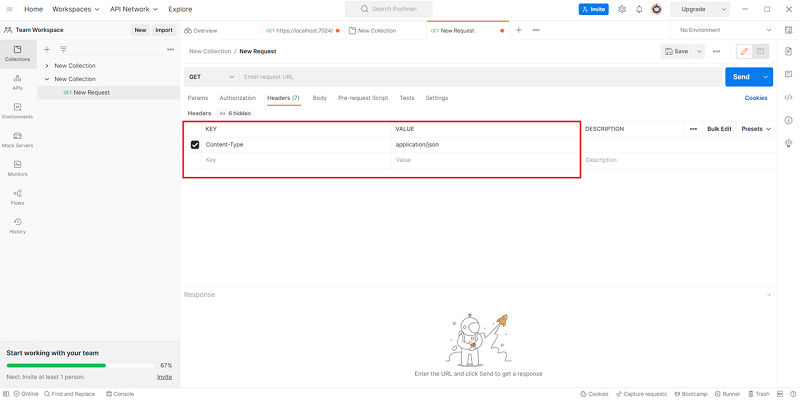 Home Workspaces API Network Explore Search Postman Invite Upgrade
Team Workspace New Import Overview GET https://localhost:7024/ New Collection GET New Request No Environment
Collections
APIs
Environments
Mock Servers
Monitors
Flows
History
New Collection
New Collection
GET New Request
New Collection / New Request Save
GET Enter request URL Send
Params Authorization Headers (7) Body Pre-request Script Tests Settings Cookies
Headers 6 hidden
KEY VALUE DESCRIPTION Bulk Edit Presets
Content-Type application/json
Key Value Description
Response
Enter the URL and click Send to get a response
Start working with your team
67%
Next: Invite at least 1 person. Invite
Online Find and Replace Console Cookies Capture requests Bootcamp Runner Trash